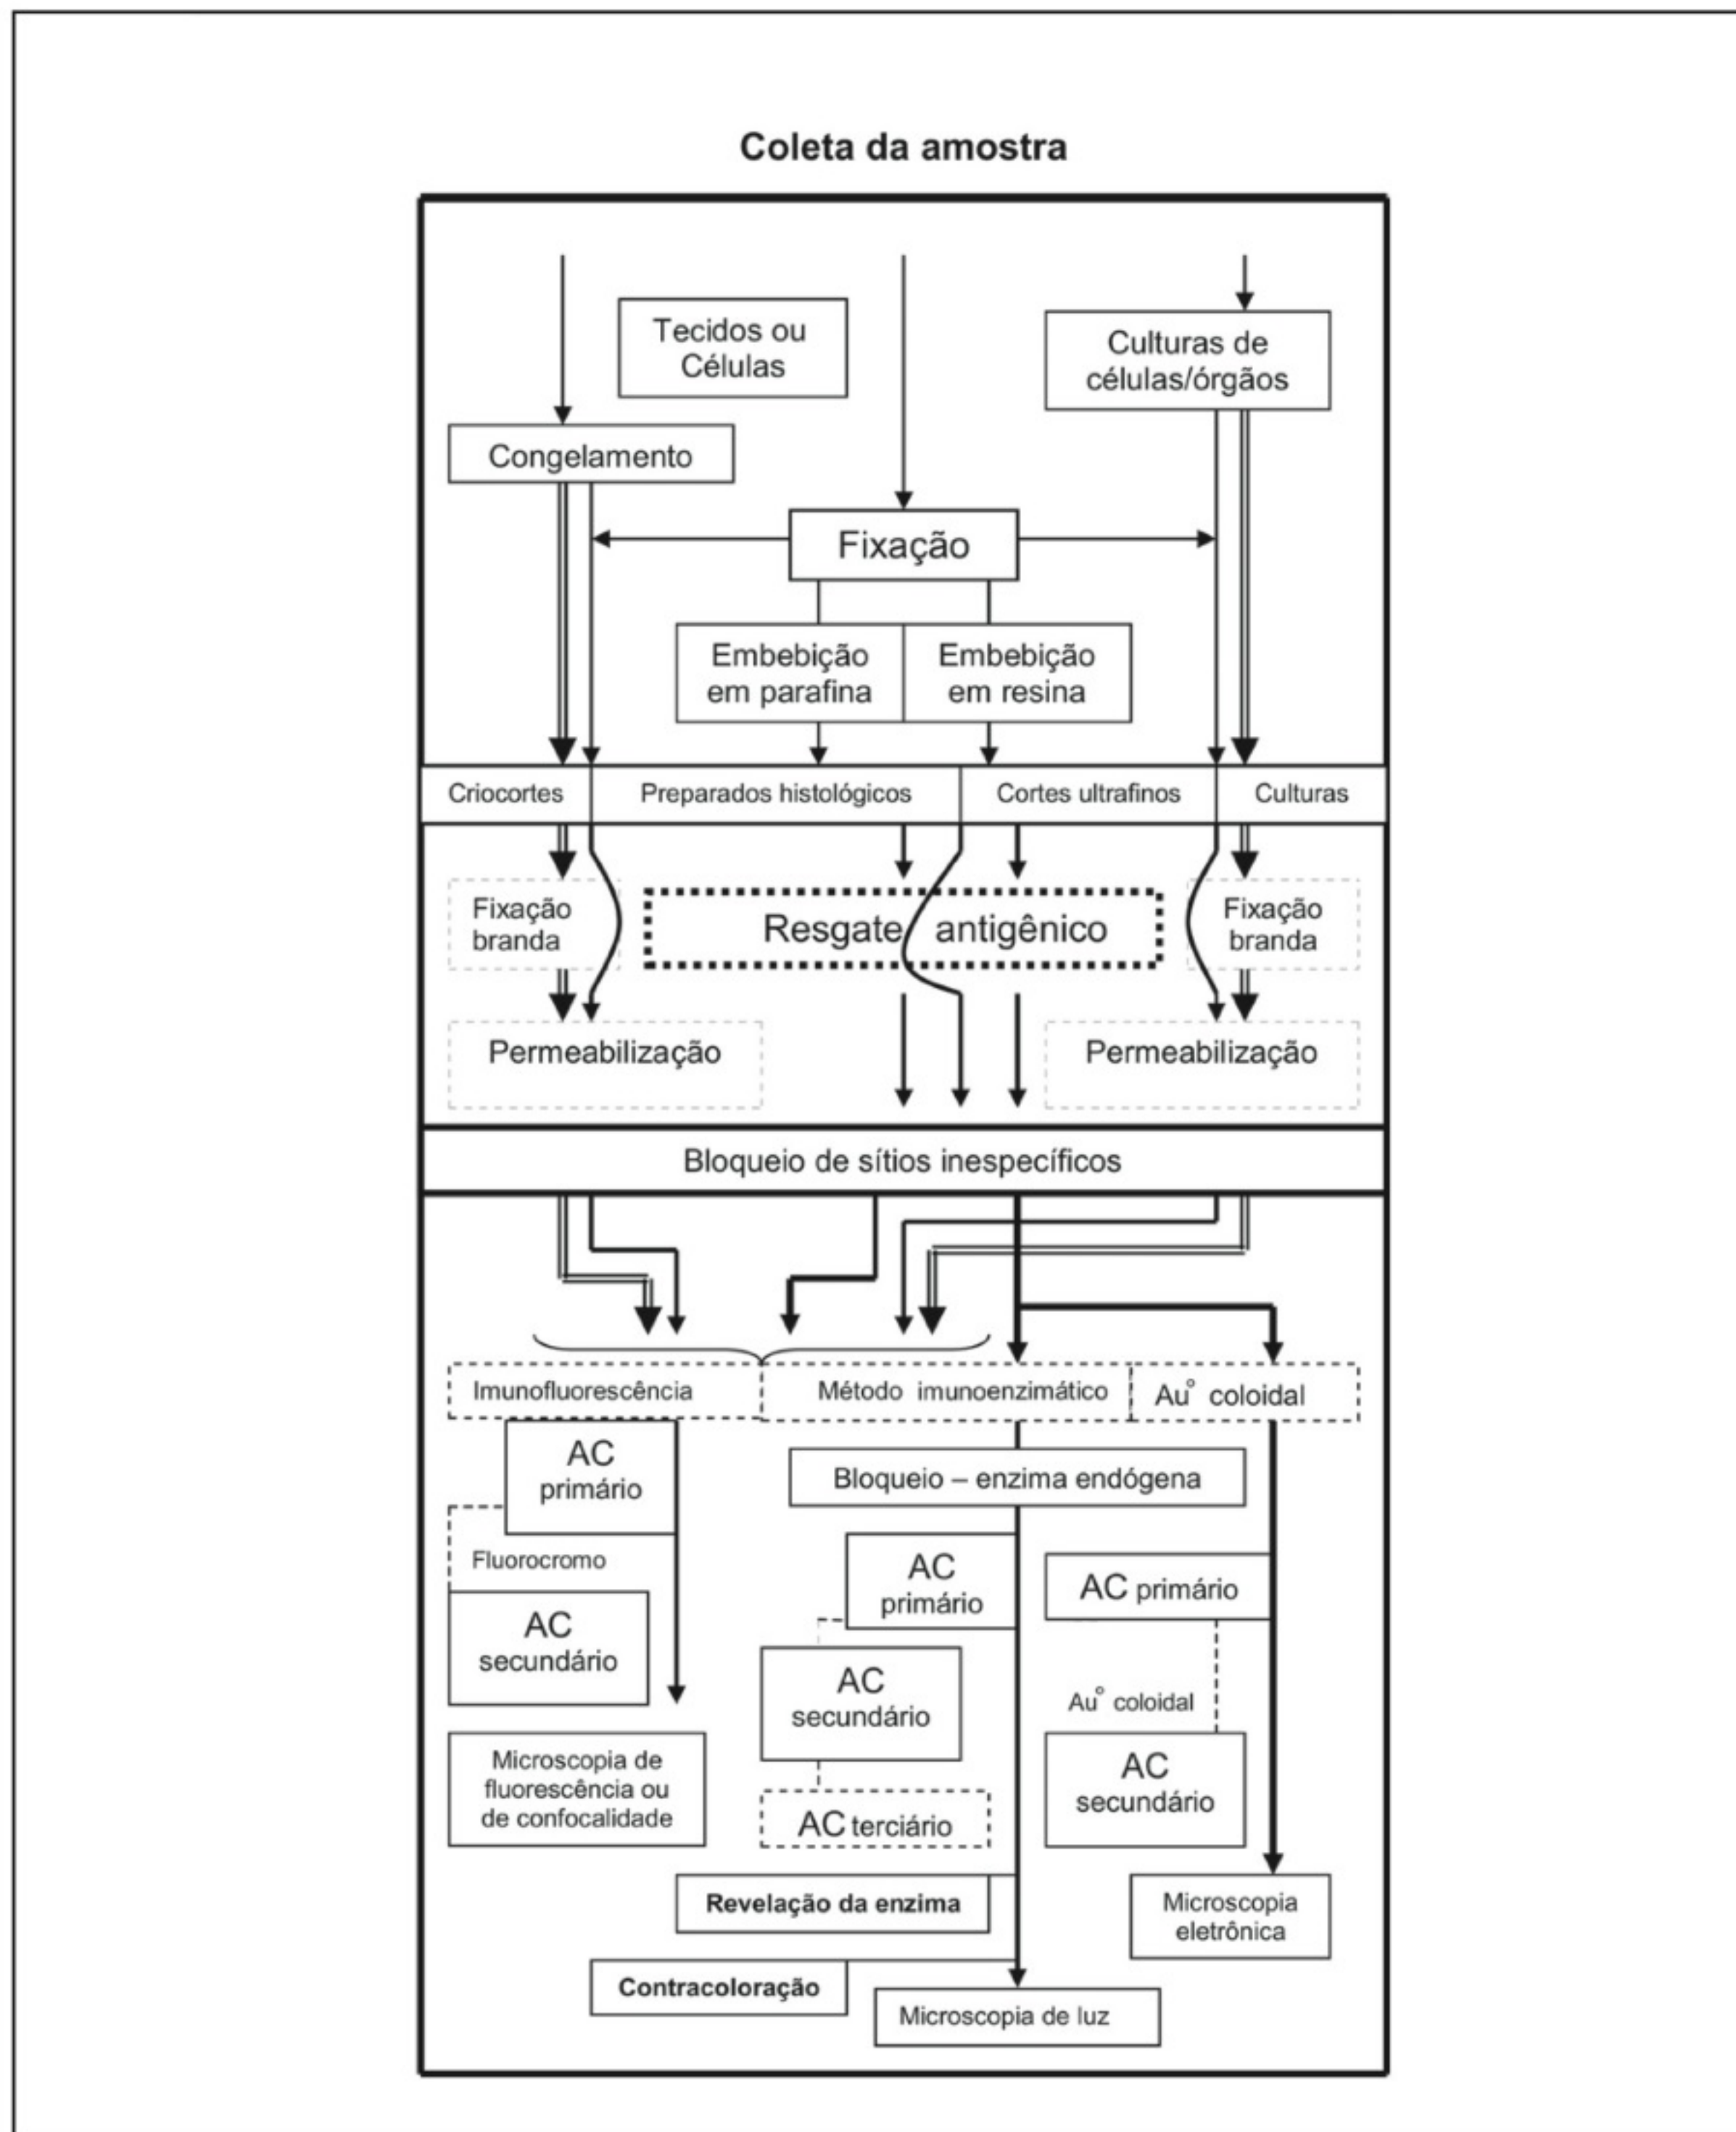 Coleta da amostra
Tecidos ou
Células
Culturas de
células/órgãos
Congelamento
Fixação
Embebição
em parafina
Embebição
em resina
Criocortes
Preparados histológicos
Cortes ultrafinos
Culturas
Fixação
branda
Resgate antigênico
Fixação
branda
Permeabilização
Permeabilização
Bloqueio de sítios inespecíficos
Imunofluorescência
Método imunoenzimático
Au° coloidal
AC
primário
Bloqueio – enzima endógena
Fluorocromo
AC
primário
AC primário
AC
secundário
AC
secundário
Au° coloidal
Microscopia de
fluorescência ou
de confocalidade
AC
secundário
AC terciário
Revelação da enzima
Microscopia
eletrônica
Contracoloração
Microscopia de luz